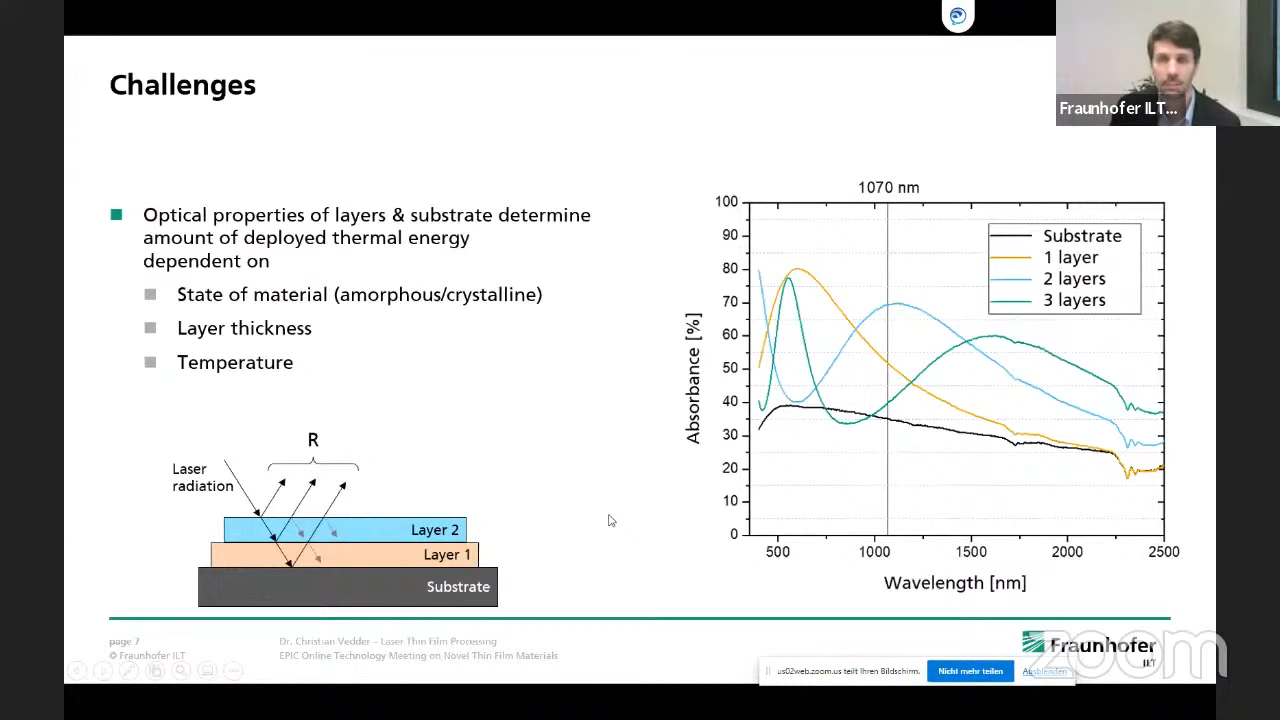 Challenges
Fraunhofer ILT...
Optical properties of layers & substrate determine
amount of deployed thermal energy
dependent on
State of material (amorphous/crystalline)
Layer thickness
Temperature
R
Laser
radiation
Layer 2
Layer 1
Substrate
1070 nm
100
90
80
70
60
50
40
30
20
10
0
Absorbance [%]
Substrate
1 layer
2 layers
3 layers
500
1000
1500
2000
2500
Wavelength [nm]
page 7
© Fraunhofer ILT
Dr. Christian Vedder – Laser Thin Film Processing
EPIC Online Technology Meeting on Novel Thin Film Materials
Fraunhofer
ILT
zoom
us02web.zoom.us teilt Ihren Bildschirm.
Nicht mehr teilen
Ausblenden